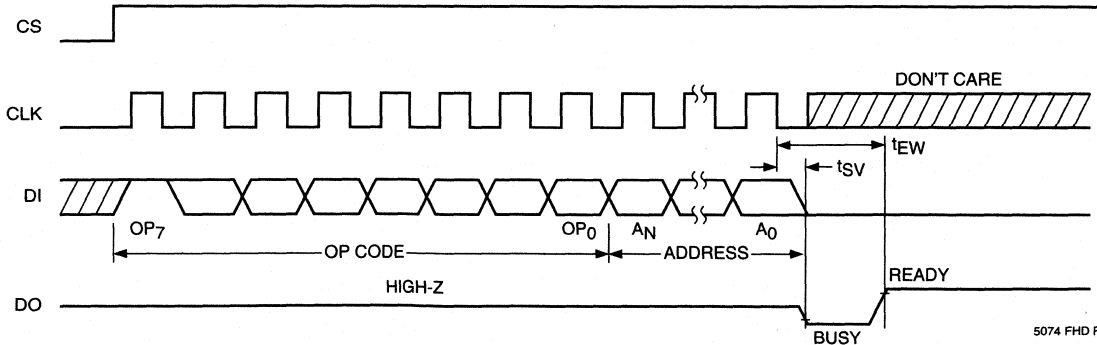 CS
DON'T CARE
CLK
tEW
tSV
DI
OP7
OP0
AN
A0
OP CODE
ADDRESS
HIGH-Z
READY
DO
BUSY
5074 FHD F